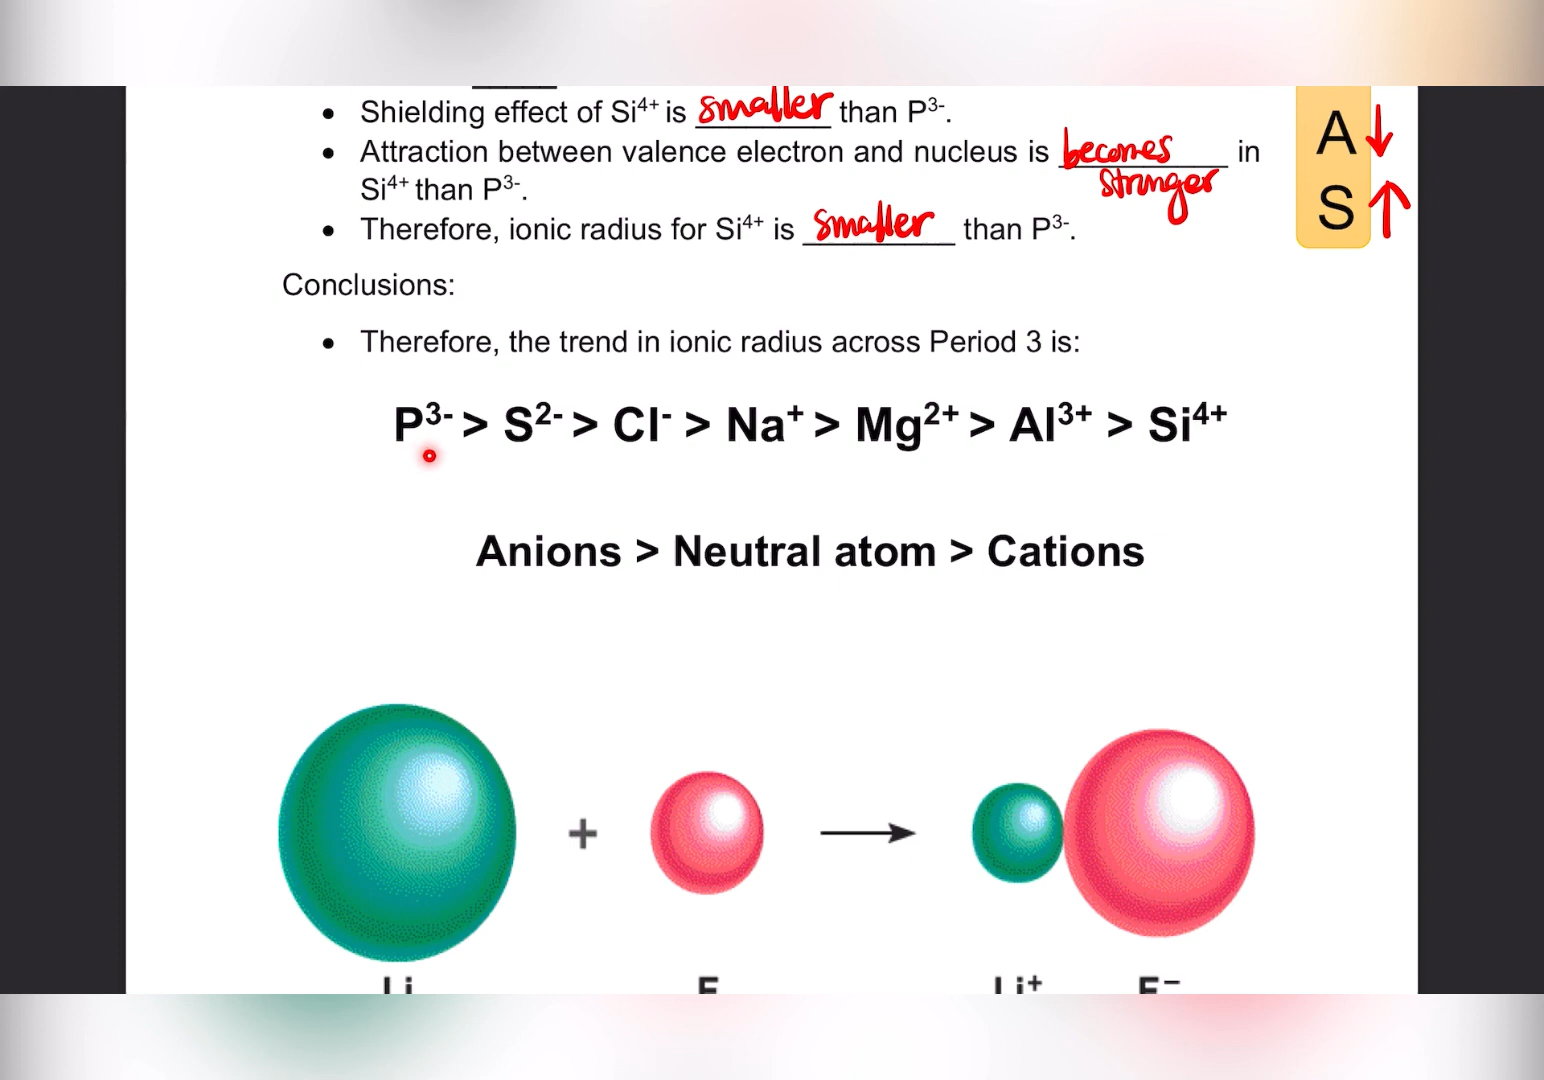 • Shielding effect of Si⁴⁺ is smaller than P³⁻.
• Attraction between valence electron and nucleus is becomes stronger in
Si⁴⁺ than P³⁻.
• Therefore, ionic radius for Si⁴⁺ is smaller than P³⁻.
A ↓
S ↑
Conclusions:
• Therefore, the trend in ionic radius across Period 3 is:
P³⁻ > S²⁻ > Cl⁻ > Na⁺ > Mg²⁺ > Al³⁺ > Si⁴⁺
Anions > Neutral atom > Cations
+
Li F Li⁺ F⁻